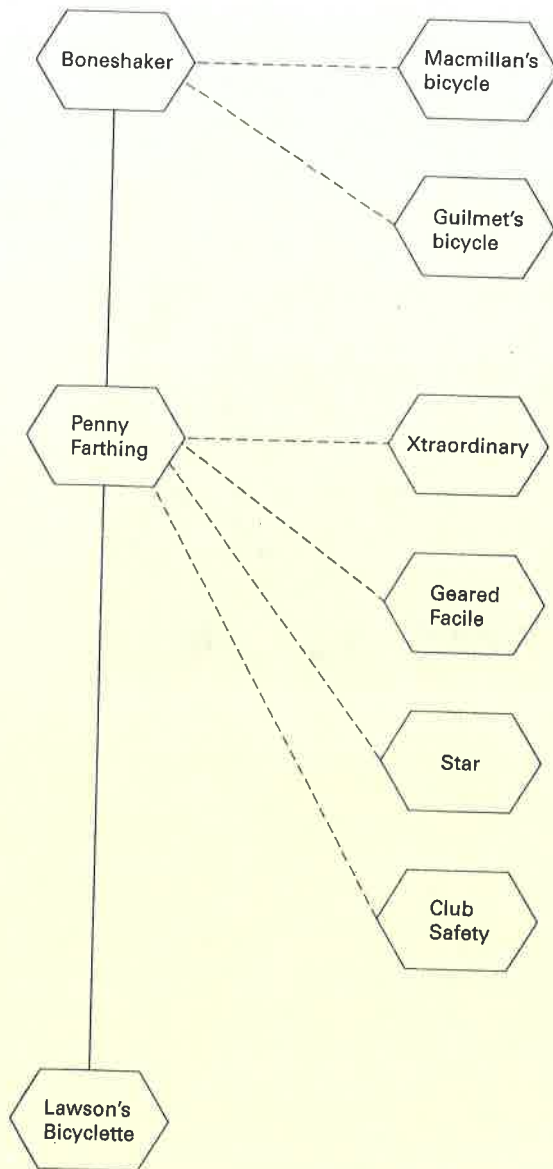 Boneshaker
Macmillan's
bicycle
Guilmet's
bicycle
Penny
Farthing
Xtraordinary
Geared
Facile
Star
Club
Safety
Lawson's
Bicyclette